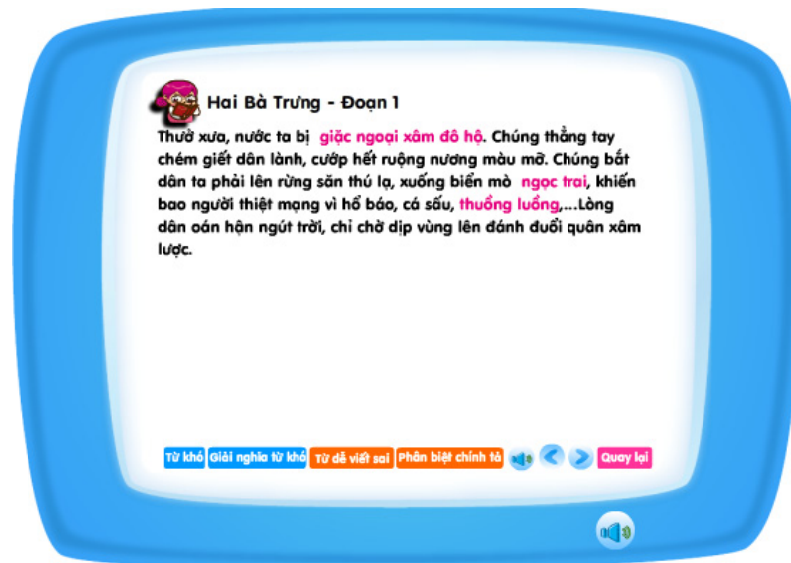 Hai Bà Trưng - Đoạn 1
Thuở xưa, nước ta bị giặc ngoại xâm đô hộ. Chúng thẳng tay
chém giết dân lành, cướp hết ruộng nương màu mỡ. Chúng bắt
dân ta phải lên rừng săn thú lạ, xuống biển mò ngọc trai, khiến
bao người thiệt mạng vì hổ báo, cá sấu, thuồng luồng,...Lòng
dân oán hận ngút trời, chỉ chờ dịp vùng lên đánh đuổi quân xâm
lược.
Từ khó Giải nghĩa từ khó Từ dễ viết sai Phân biệt chính tả Quay lại